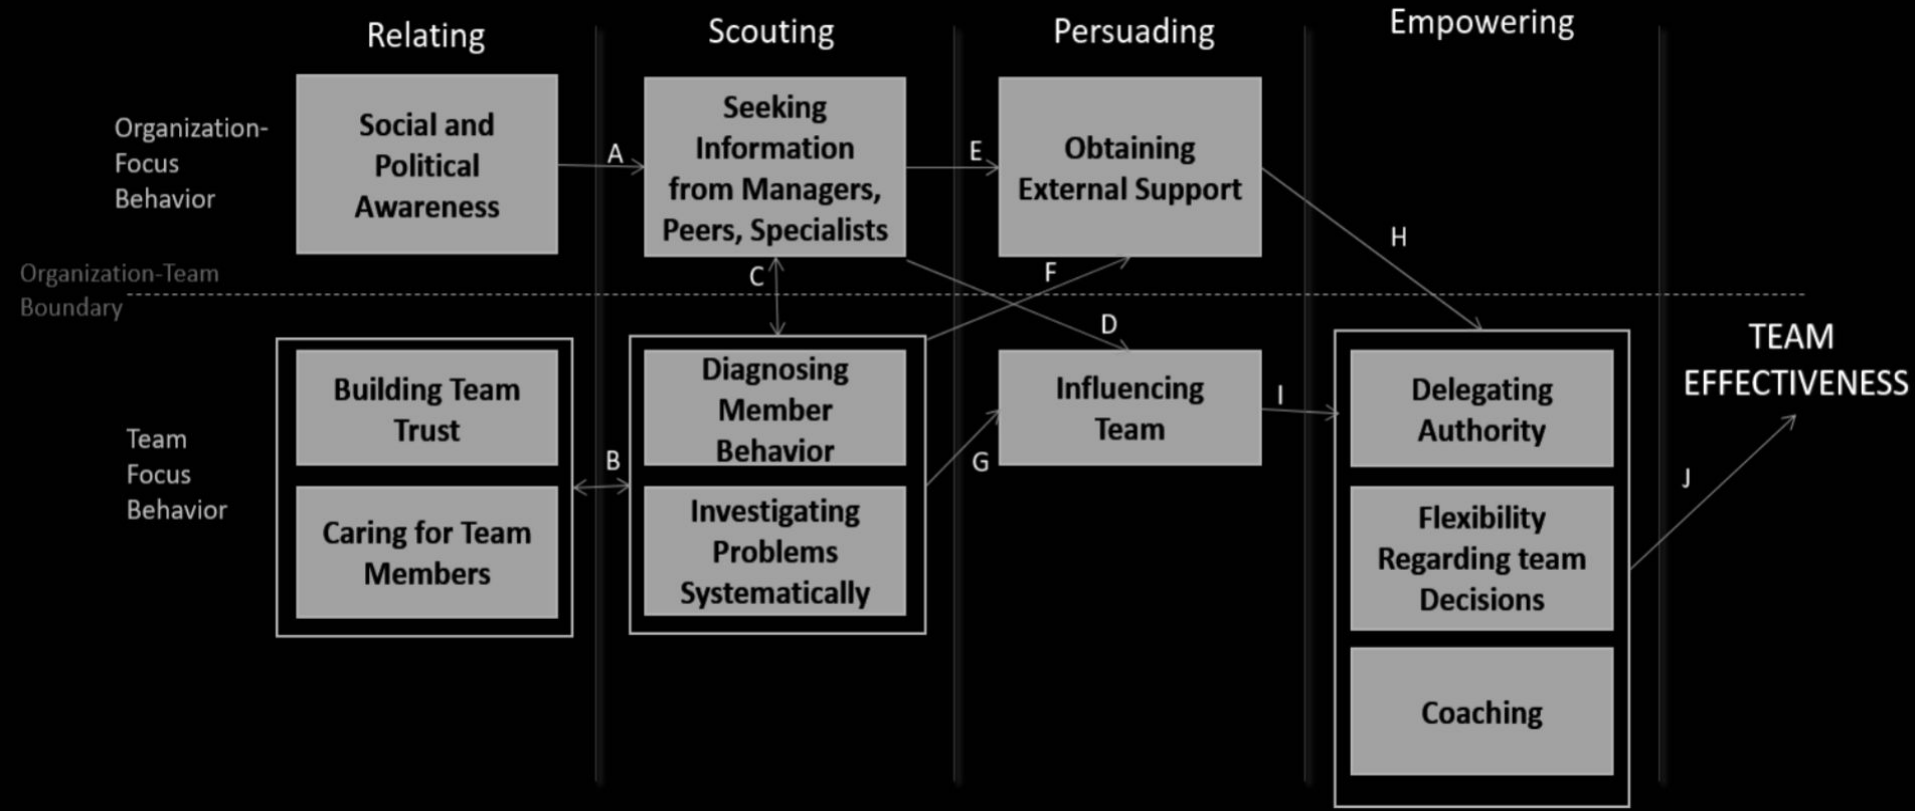 Relating
Scouting
Persuading
Empowering
Organization-
Focus
Behavior
Social and
Political
Awareness
A
Seeking
Information
from Managers,
Peers, Specialists
E
Obtaining
External Support
H
Organization-Team
Boundary
C
F
D
Team
Focus
Behavior
Building Team
Trust
Caring for Team
Members
B
Diagnosing
Member
Behavior
Investigating
Problems
Systematically
G
Influencing
Team
I
Delegating
Authority
Flexibility
Regarding team
Decisions
Coaching
J
TEAM
EFFECTIVENESS